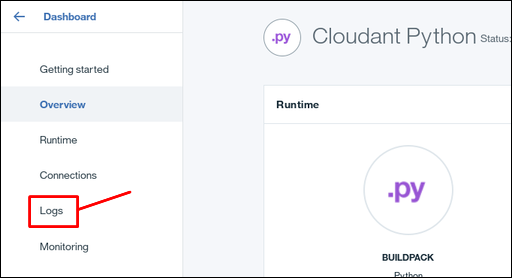 Dashboard
Getting started
Overview
Runtime
Connections
Logs
Monitoring
.py
Cloudant Python Status:
Runtime
.py
BUILDPACK
Python